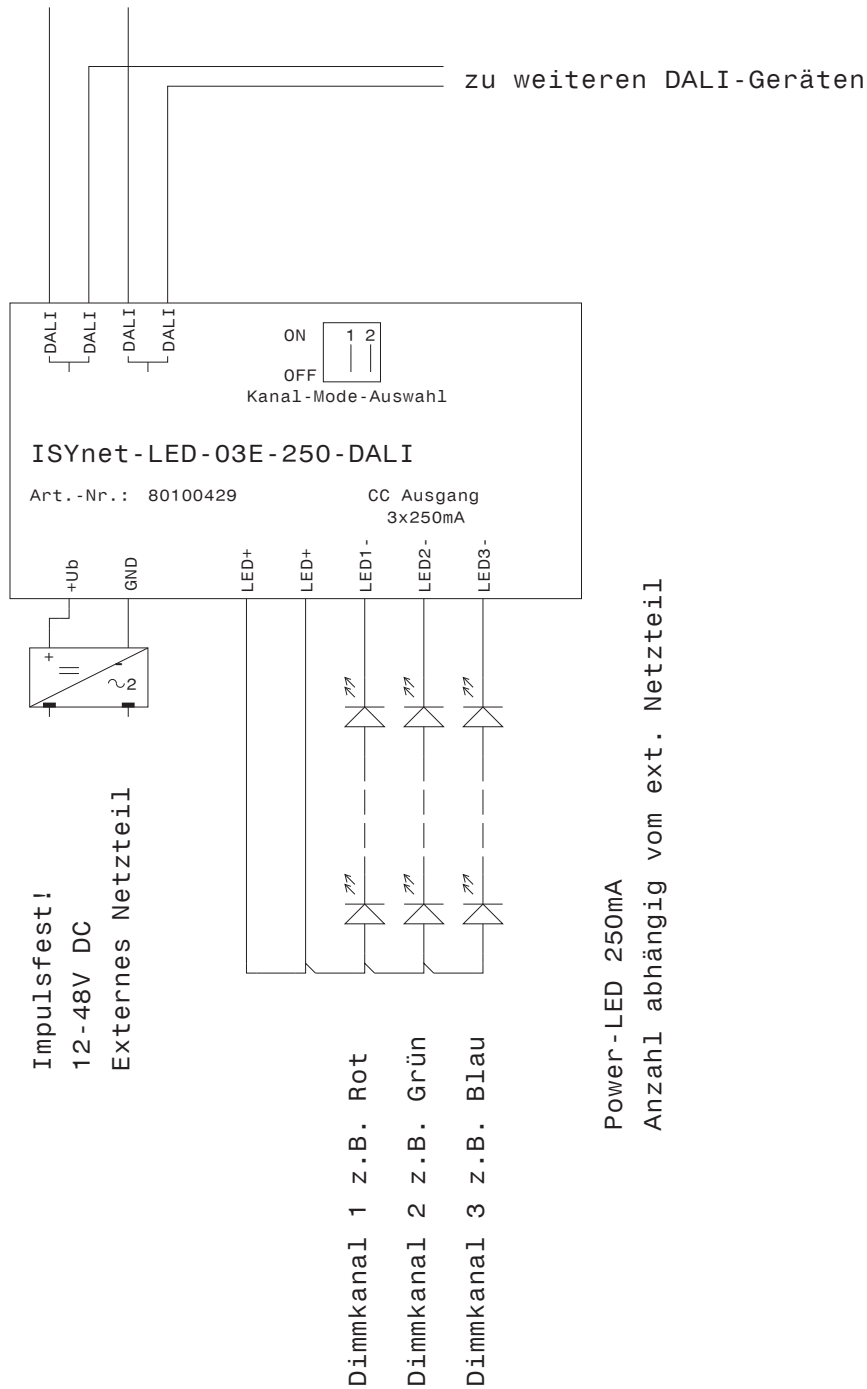 zu weiteren DALI-Geräten
DALI
DALI
DALI
DALI
ON
1 2
OFF
Kanal-Mode-Auswahl
ISYnet-LED-03E-250-DALI
Art.-Nr.: 80100429
CC Ausgang
3x250mA
+Ub
GND
LED+
LED+
LED1-
LED2-
LED3-
+
-
~2
Impulsfest!
12-48V DC
Externes Netzteil
Dimmkanal 1 z.B. Rot
Dimmkanal 2 z.B. Grün
Dimmkanal 3 z.B. Blau
Power-LED 250mA
Anzahl abhängig vom ext. Netzteil